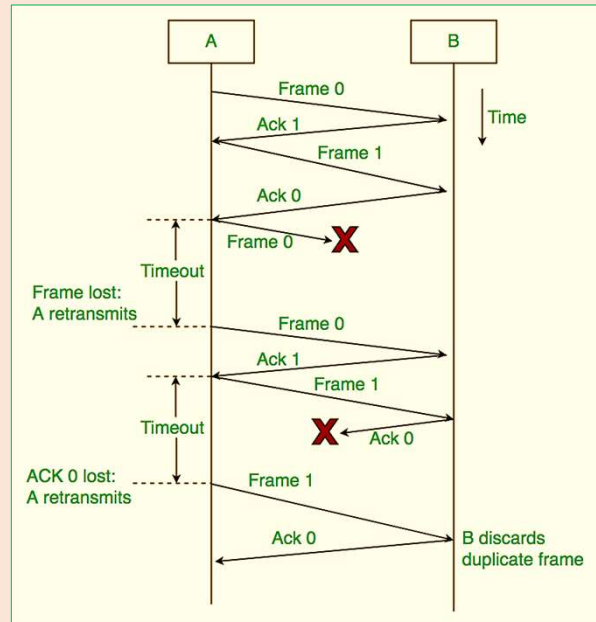 A
B
Frame 0
Time
Ack 1
Frame 1
Ack 0
Frame 0
X
Timeout
Frame lost:
A retransmits
Frame 0
Ack 1
Frame 1
Timeout
X
Ack 0
ACK 0 lost:
A retransmits
Frame 1
Ack 0
B discards
duplicate frame